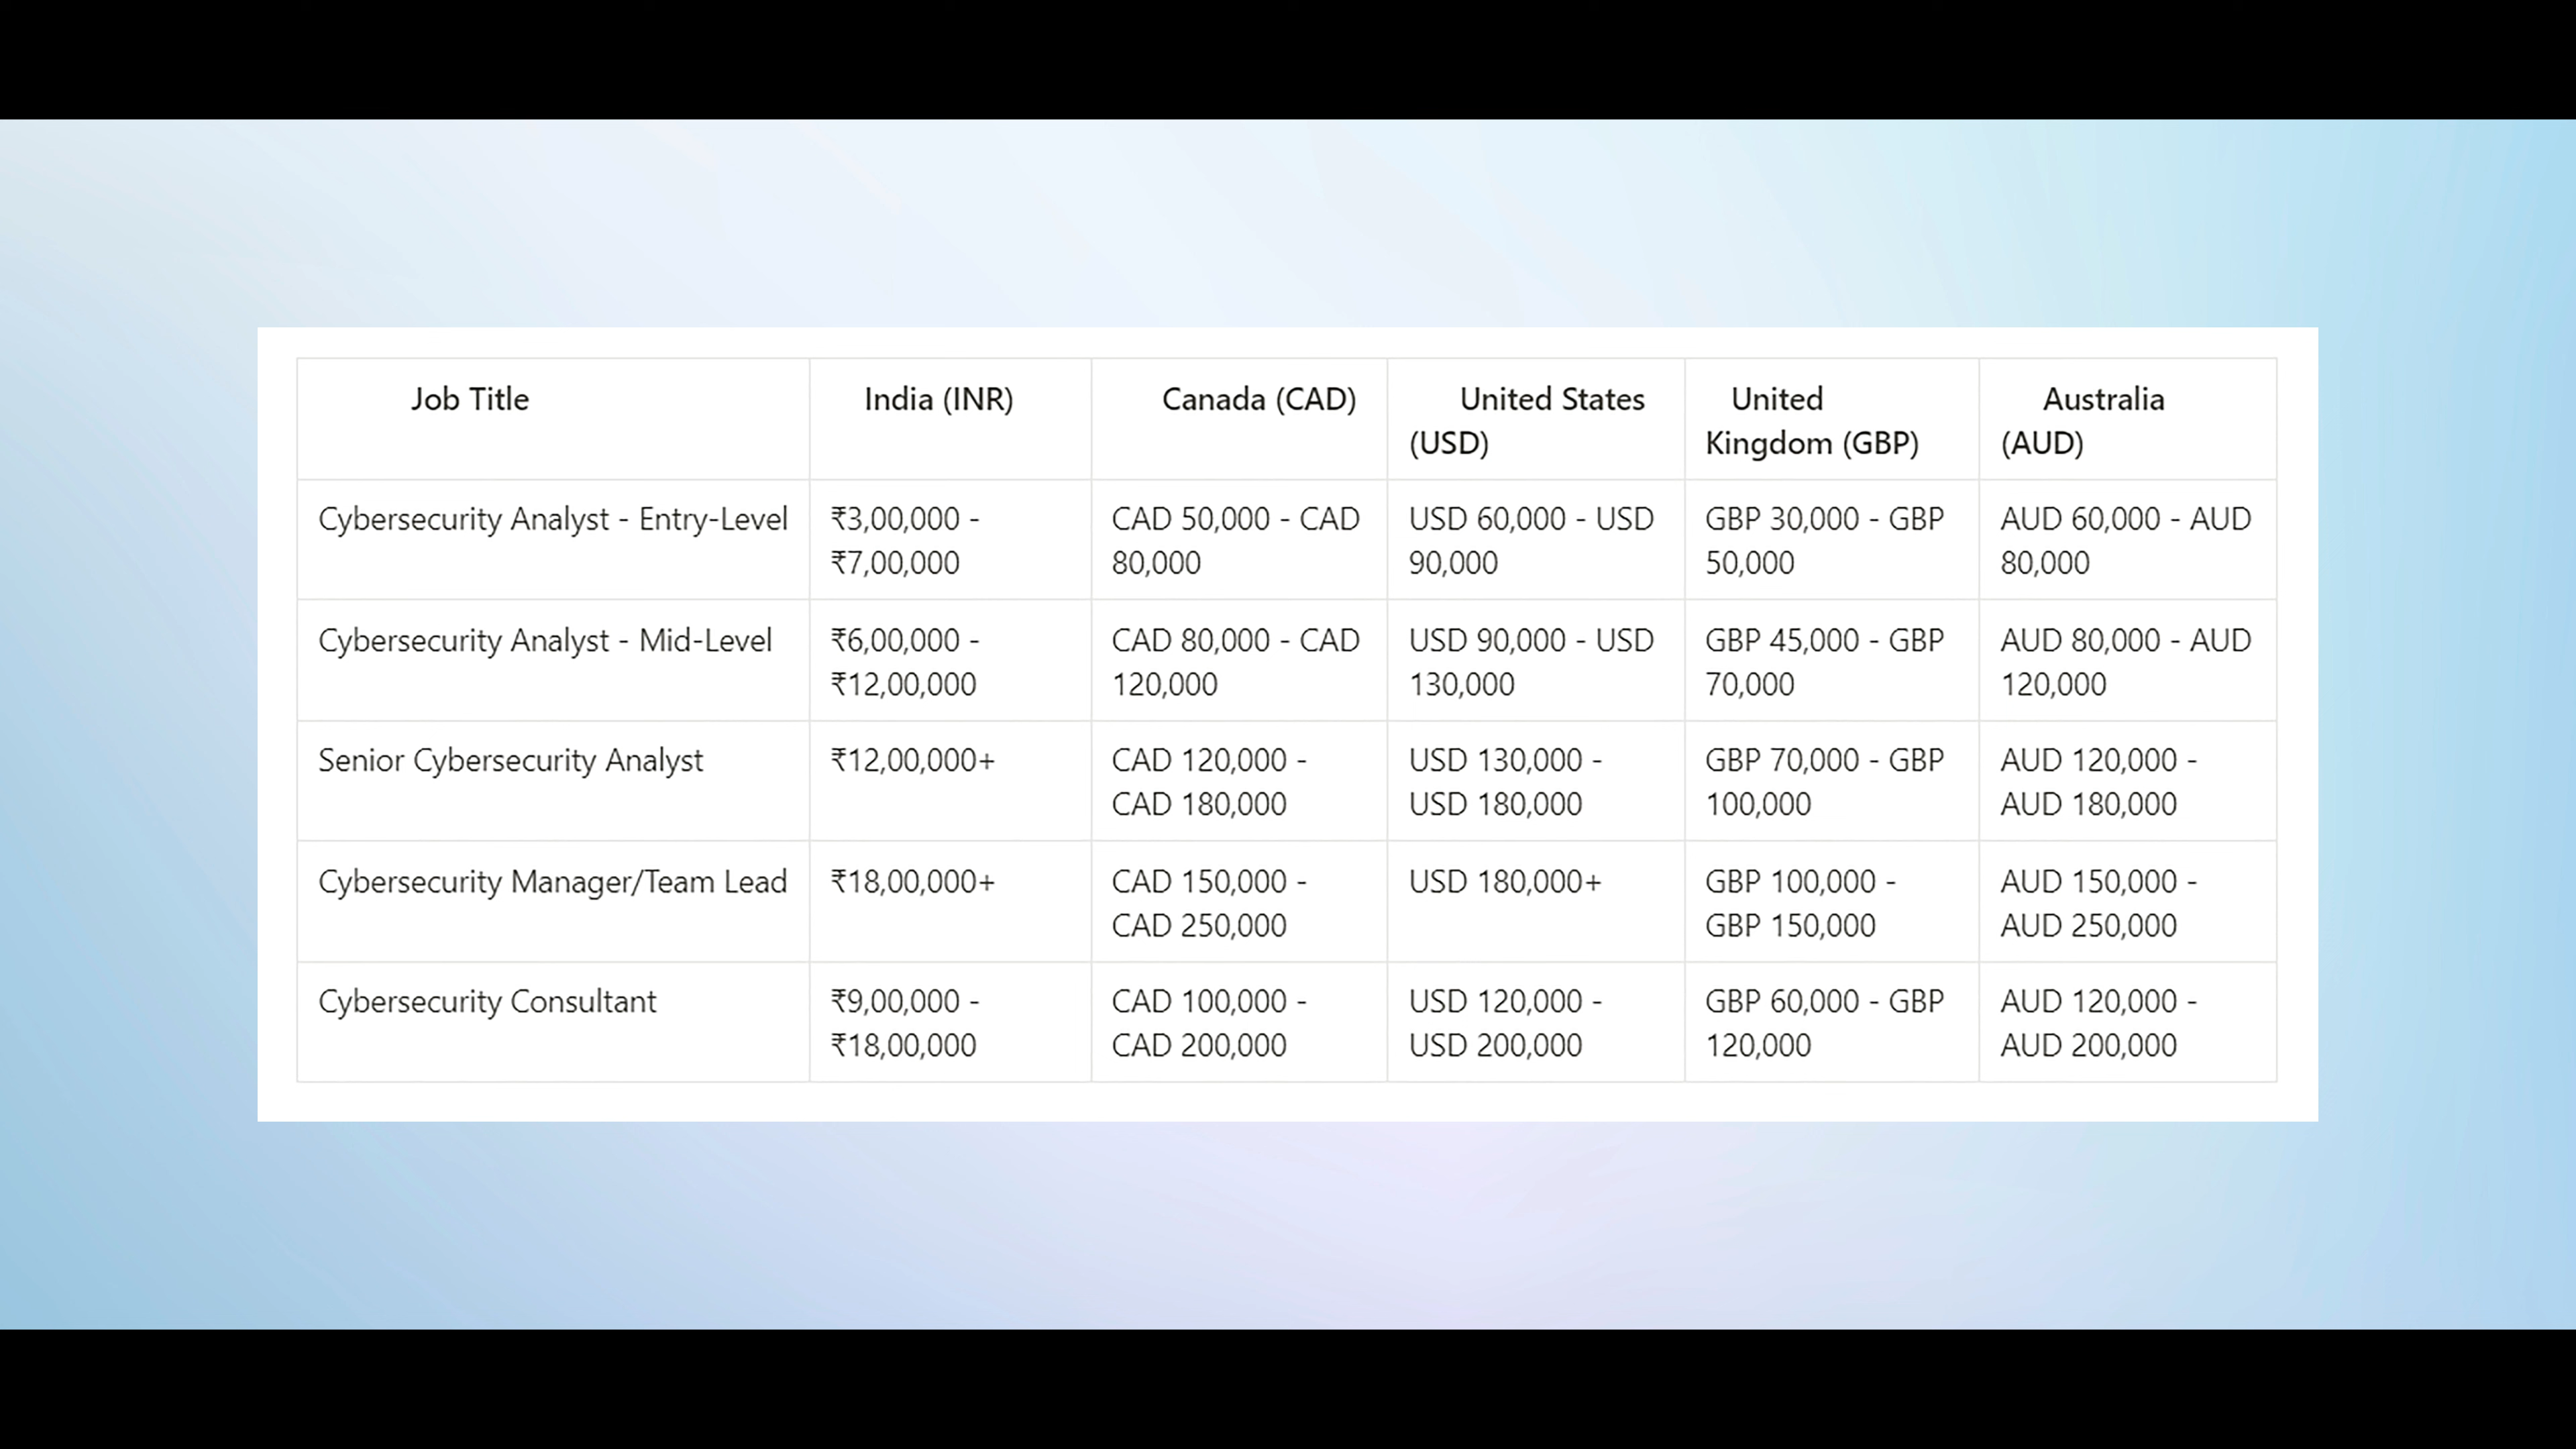 Job Title
India (INR)
Canada (CAD)
United States
(USD)
United
Kingdom (GBP)
Australia
(AUD)
Cybersecurity Analyst - Entry-Level
₹3,00,000 -
₹7,00,000
CAD 50,000 - CAD
80,000
USD 60,000 - USD
90,000
GBP 30,000 - GBP
50,000
AUD 60,000 - AUD
80,000
Cybersecurity Analyst - Mid-Level
₹6,00,000 -
₹12,00,000
CAD 80,000 - CAD
120,000
USD 90,000 - USD
130,000
GBP 45,000 - GBP
70,000
AUD 80,000 - AUD
120,000
Senior Cybersecurity Analyst
₹12,00,000+
CAD 120,000 -
CAD 180,000
USD 130,000 -
USD 180,000
GBP 70,000 - GBP
100,000
AUD 120,000 -
AUD 180,000
Cybersecurity Manager/Team Lead
₹18,00,000+
CAD 150,000 -
CAD 250,000
USD 180,000+
GBP 100,000 -
GBP 150,000
AUD 150,000 -
AUD 250,000
Cybersecurity Consultant
₹9,00,000 -
₹18,00,000
CAD 100,000 -
CAD 200,000
USD 120,000 -
USD 200,000
GBP 60,000 - GBP
120,000
AUD 120,000 -
AUD 200,000